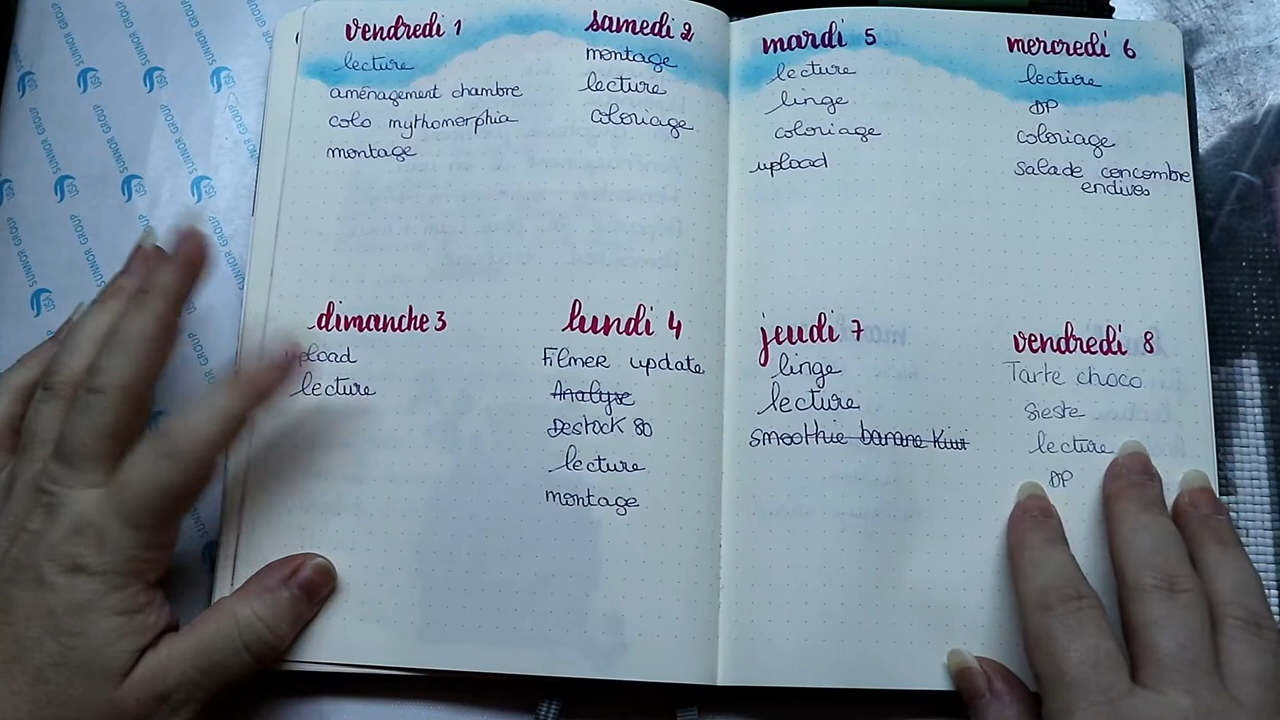 vendredi 1
lecture
aménagement chambre
colo mythomorphia
montage
samedi 2
montage
lecture
coloriage
dimanche 3
upload
lecture
lundi 4
Filmer update
Analyse
Destock 80
lecture
montage
mardi 5
lecture
linge
coloriage
upload
mercredi 6
lecture
DP
coloriage
salade concombre
endives
jeudi 7
linge
lecture
smoothie banane Kiwi
vendredi 8
Tarte choco
sieste
lecture
DP
USA
SUNNOR GROUP